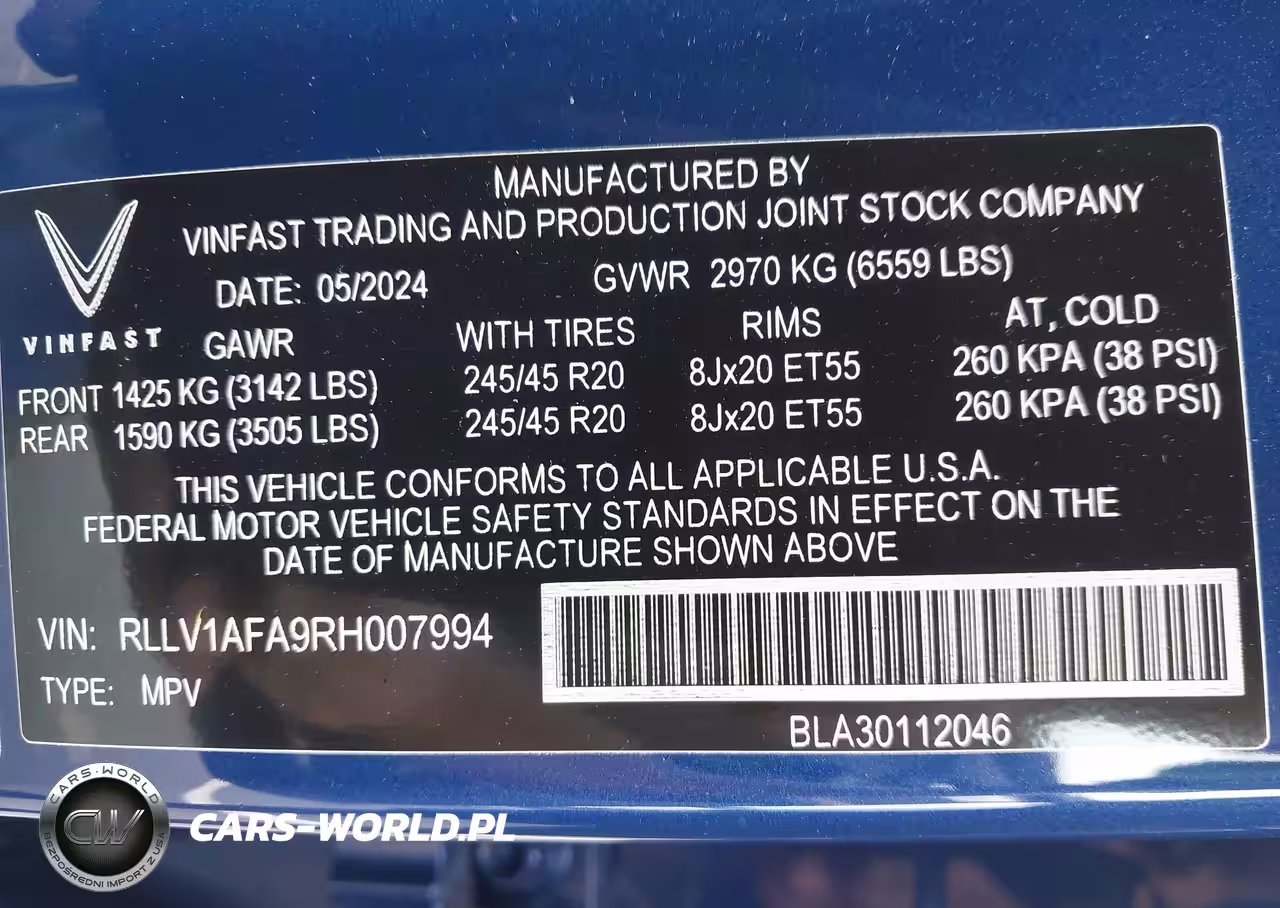 MANUFACTURED BY
VINFAST TRADING AND PRODUCTION JOINT STOCK COMPANY
DATE: 05/2024 GVWR 2970 KG (6559 LBS)
VINFAST
GAWR WITH TIRES RIMS AT, COLD
FRONT 1425 KG (3142 LBS) 245/45 R20 8Jx20 ET55 260 KPA (38 PSI)
REAR 1590 KG (3505 LBS) 245/45 R20 8Jx20 ET55 260 KPA (38 PSI)
THIS VEHICLE CONFORMS TO ALL APPLICABLE U.S.A.
FEDERAL MOTOR VEHICLE SAFETY STANDARDS IN EFFECT ON THE
DATE OF MANUFACTURE SHOWN ABOVE
VIN: RLLV1AFA9RH007994
TYPE: MPV
BLA30112046
CARS-WORLD
CW
BEZPOŚREDNI IMPORT Z USA
CARS-WORLD.PL